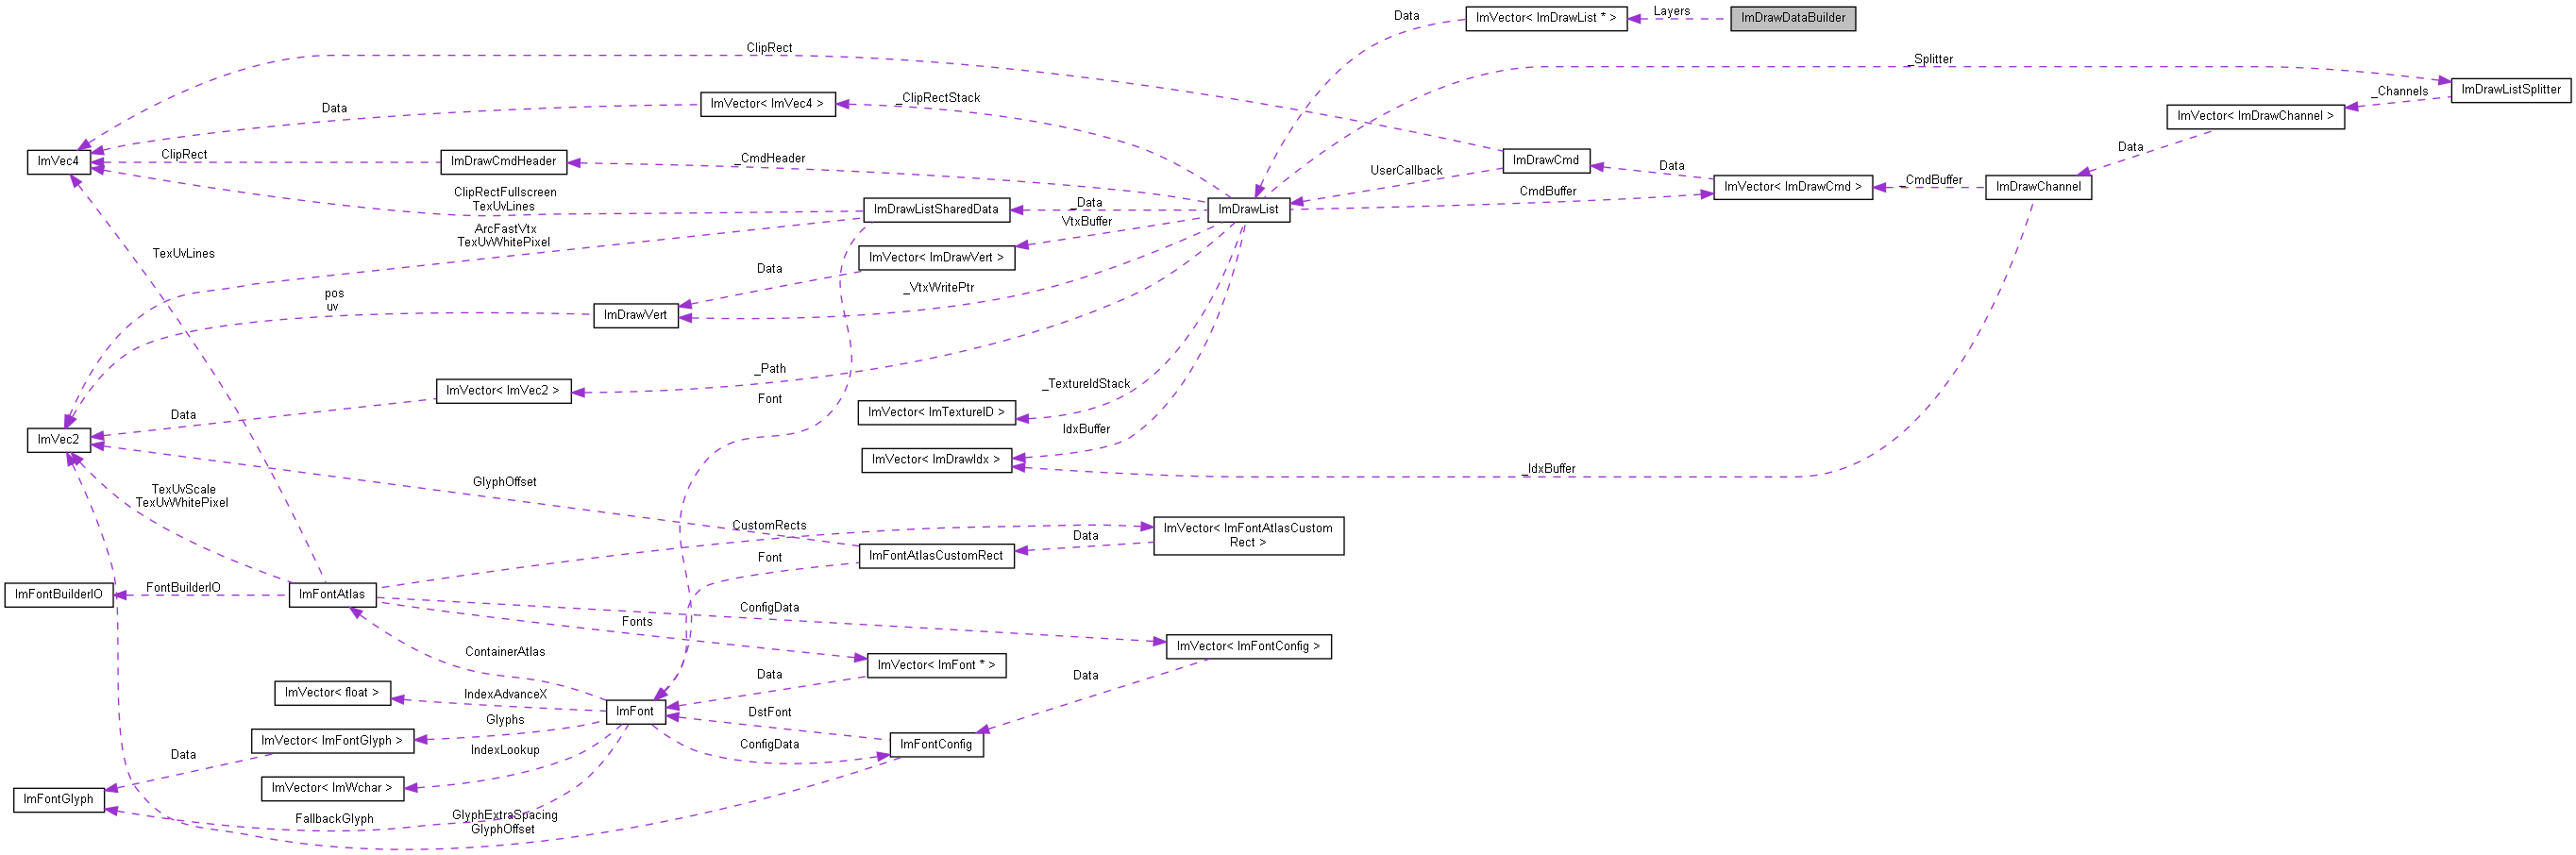 Layers
ImDrawDataBuilder
ImVector< ImDrawList * >
Data
ClipRect
_Splitter
ImDrawListSplitter
_Channels
ImVector< ImDrawChannel >
ImVector< ImVec4 >
_ClipRectStack
Data
Data
ImVec4
ClipRect
ImDrawCmdHeader
_CmdHeader
ImDrawCmd
UserCallback
Data
ImVector< ImDrawCmd >
_CmdBuffer
ImDrawChannel
CmdBuffer
ClipRectFullscreen
TexUvLines
ImDrawListSharedData
_Data
ImDrawList
VtxBuffer
ArcFastVtx
TexUvWhitePixel
TexUvLines
ImVector< ImDrawVert >
Data
pos
uv
ImDrawVert
_VtxWritePtr
_Path
ImVector< ImVec2 >
Font
_TextureIdStack
Data
ImVector< ImTextureID >
ImVec2
IdxBuffer
ImVector< ImDrawIdx >
_IdxBuffer
GlyphOffset
TexUvScale
TexUvWhitePixel
CustomRects
ImVector< ImFontAtlasCustom
Rect >
Data
ImFontAtlasCustomRect
Font
ImFontBuilderIO
FontBuilderIO
ImFontAtlas
ConfigData
Fonts
ImVector< ImFontConfig >
ContainerAtlas
ImVector< ImFont * >
Data
Data
ImVector< float >
IndexAdvanceX
ImFont
DstFont
Glyphs
ImVector< ImFontGlyph >
IndexLookup
ConfigData
ImFontConfig
Data
ImVector< ImWchar >
ImFontGlyph
FallbackGlyph
GlyphExtraSpacing
GlyphOffset